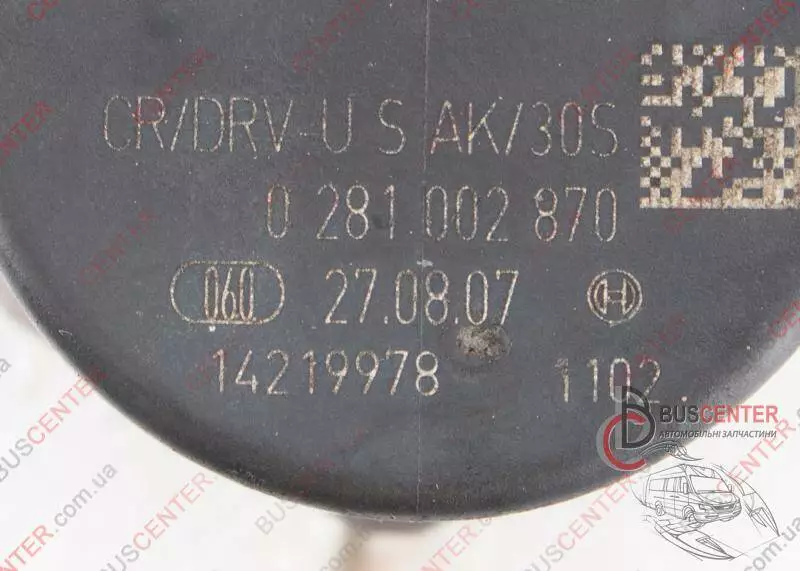 CR/DRV-U S AK/30S
0 281 002 870
060 27.08.07
14219978 1102
BUSCENTER
АВТОМОБІЛЬНІ ЗАПЧАСТИНИ
BUSCENTER.com.ua